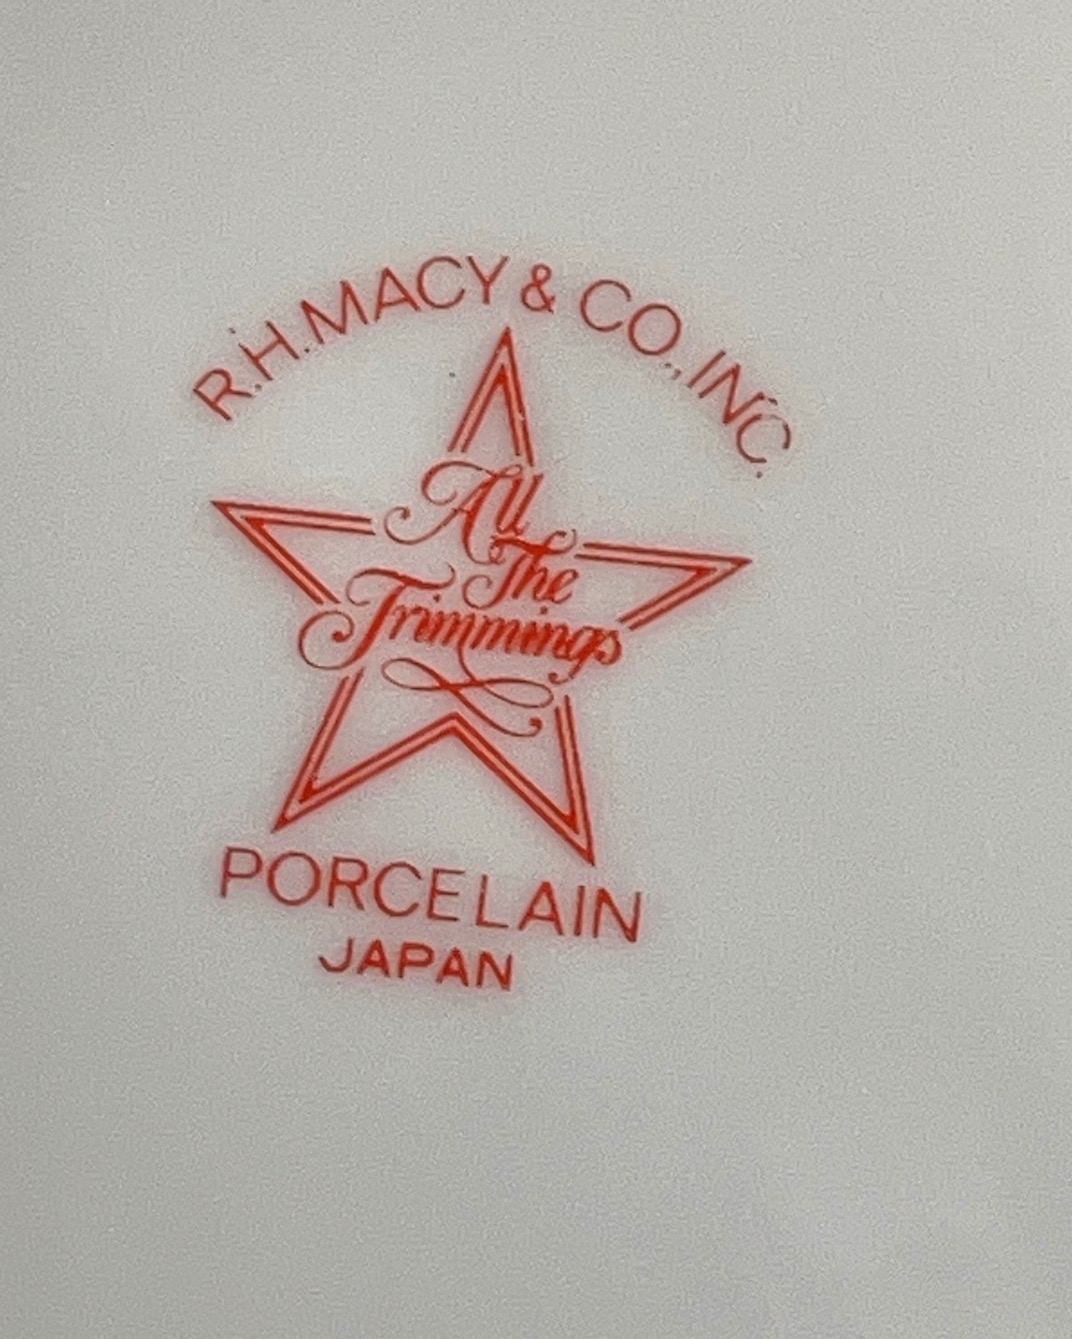 R.H. MACY & CO., INC.
All
The
Trimmings
PORCELAIN
JAPAN